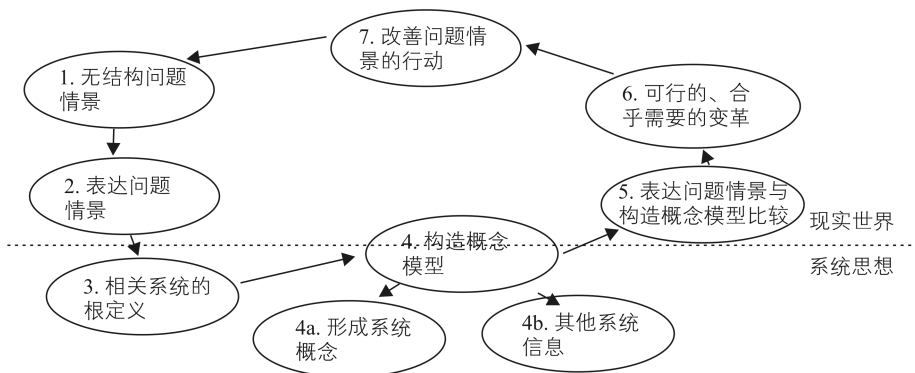 7. 改善问题情
景的行动
1. 无结构问题
情景
6. 可行的、合
乎需要的变革
2. 表达问题
情景
5. 表达问题情景与
构造概念模型比较
现实世界
4. 构造概念
模型
系统思想
3. 相关系统的
根定义
4a. 形成系统
概念
4b. 其他系统
信息